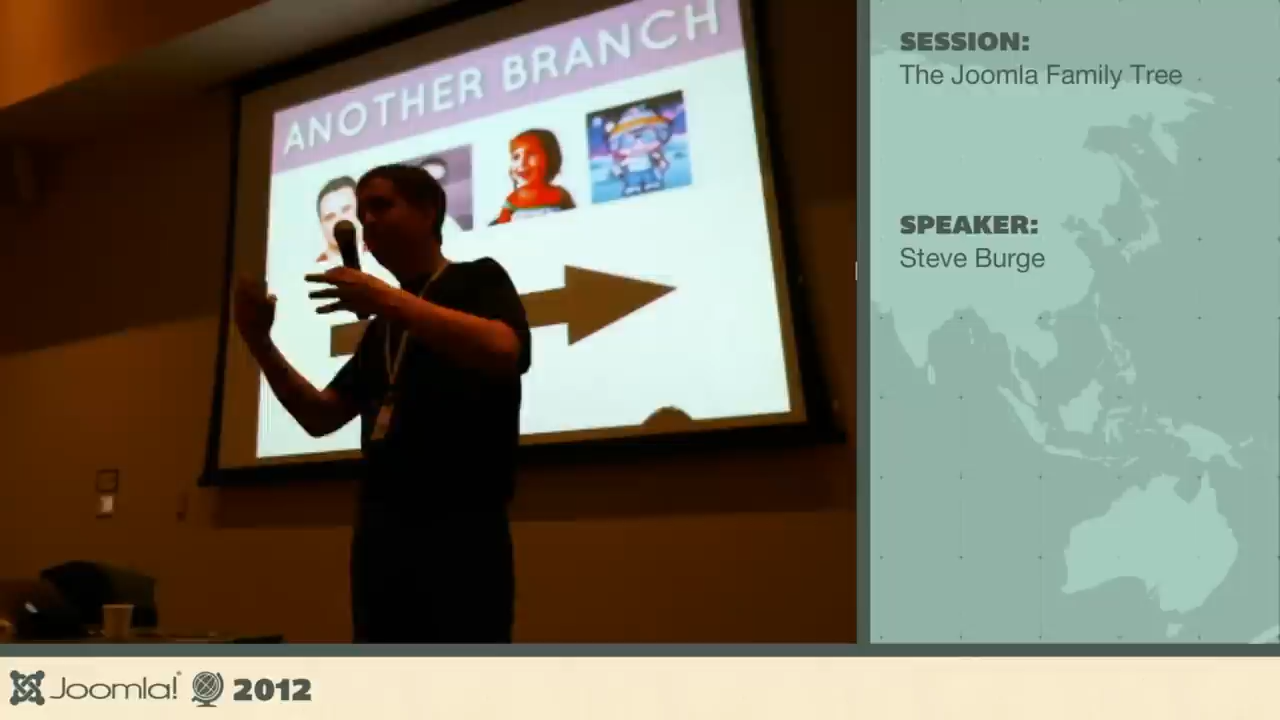 ANOTHER BRANCH
SESSION:
The Joomla Family Tree
SPEAKER:
Steve Burge
Joomla! 2012